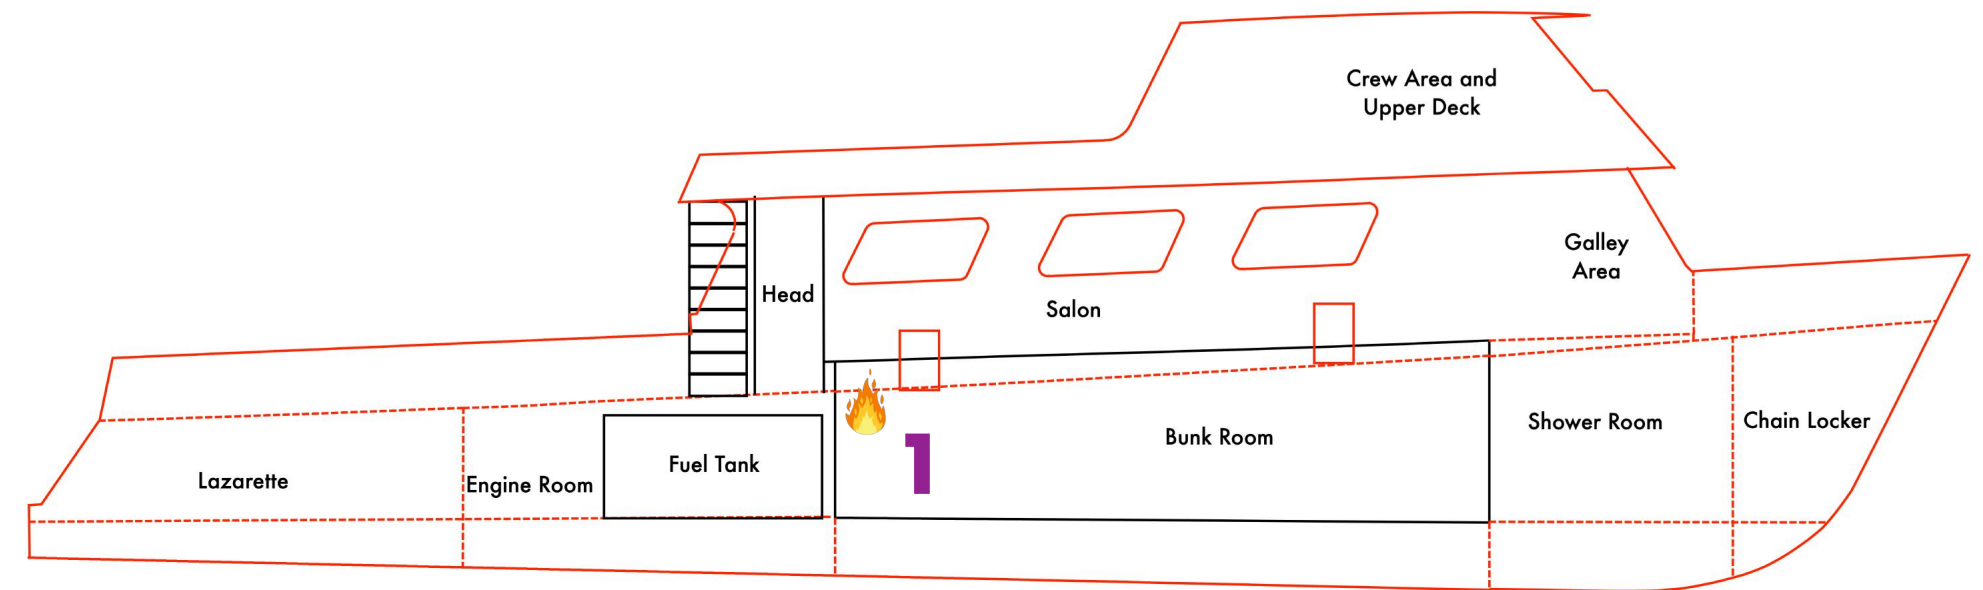 Crew Area and
Upper Deck
Galley
Area
Head
Salon
Shower Room
Chain Locker
Bunk Room
Fuel Tank
Lazarette
Engine Room
1